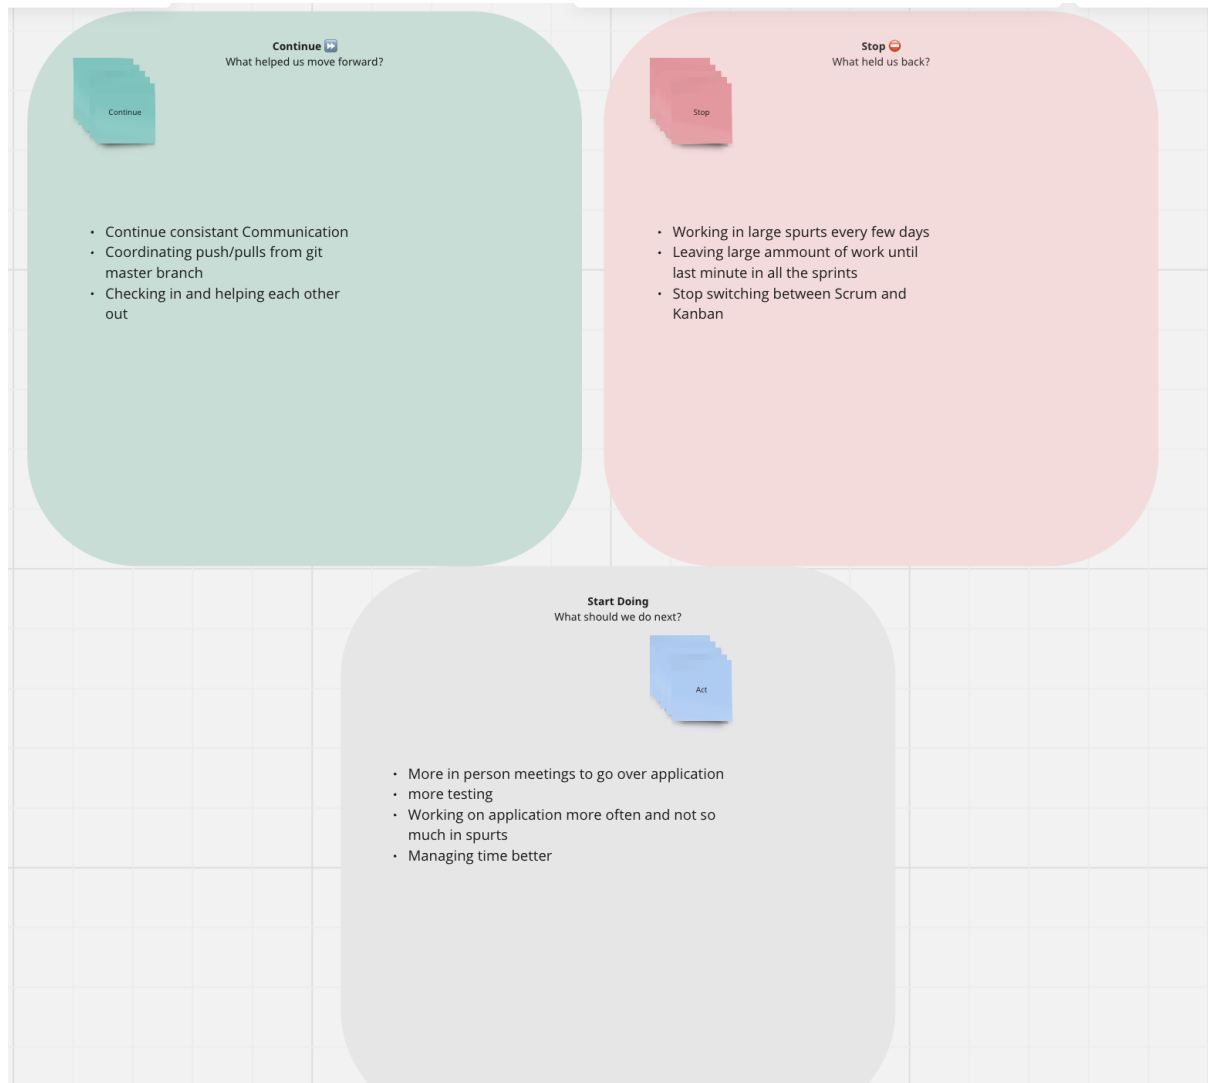 Continue ⏩
What helped us move forward?
Continue
• Continue consistant Communication
• Coordinating push/pulls from git
master branch
• Checking in and helping each other
out
Stop ⛔
What held us back?
Stop
• Working in large spurts every few days
• Leaving large ammount of work until
last minute in all the sprints
• Stop switching between Scrum and
Kanban
Start Doing
What should we do next?
Act
• More in person meetings to go over application
• more testing
• Working on application more often and not so
much in spurts
• Managing time better